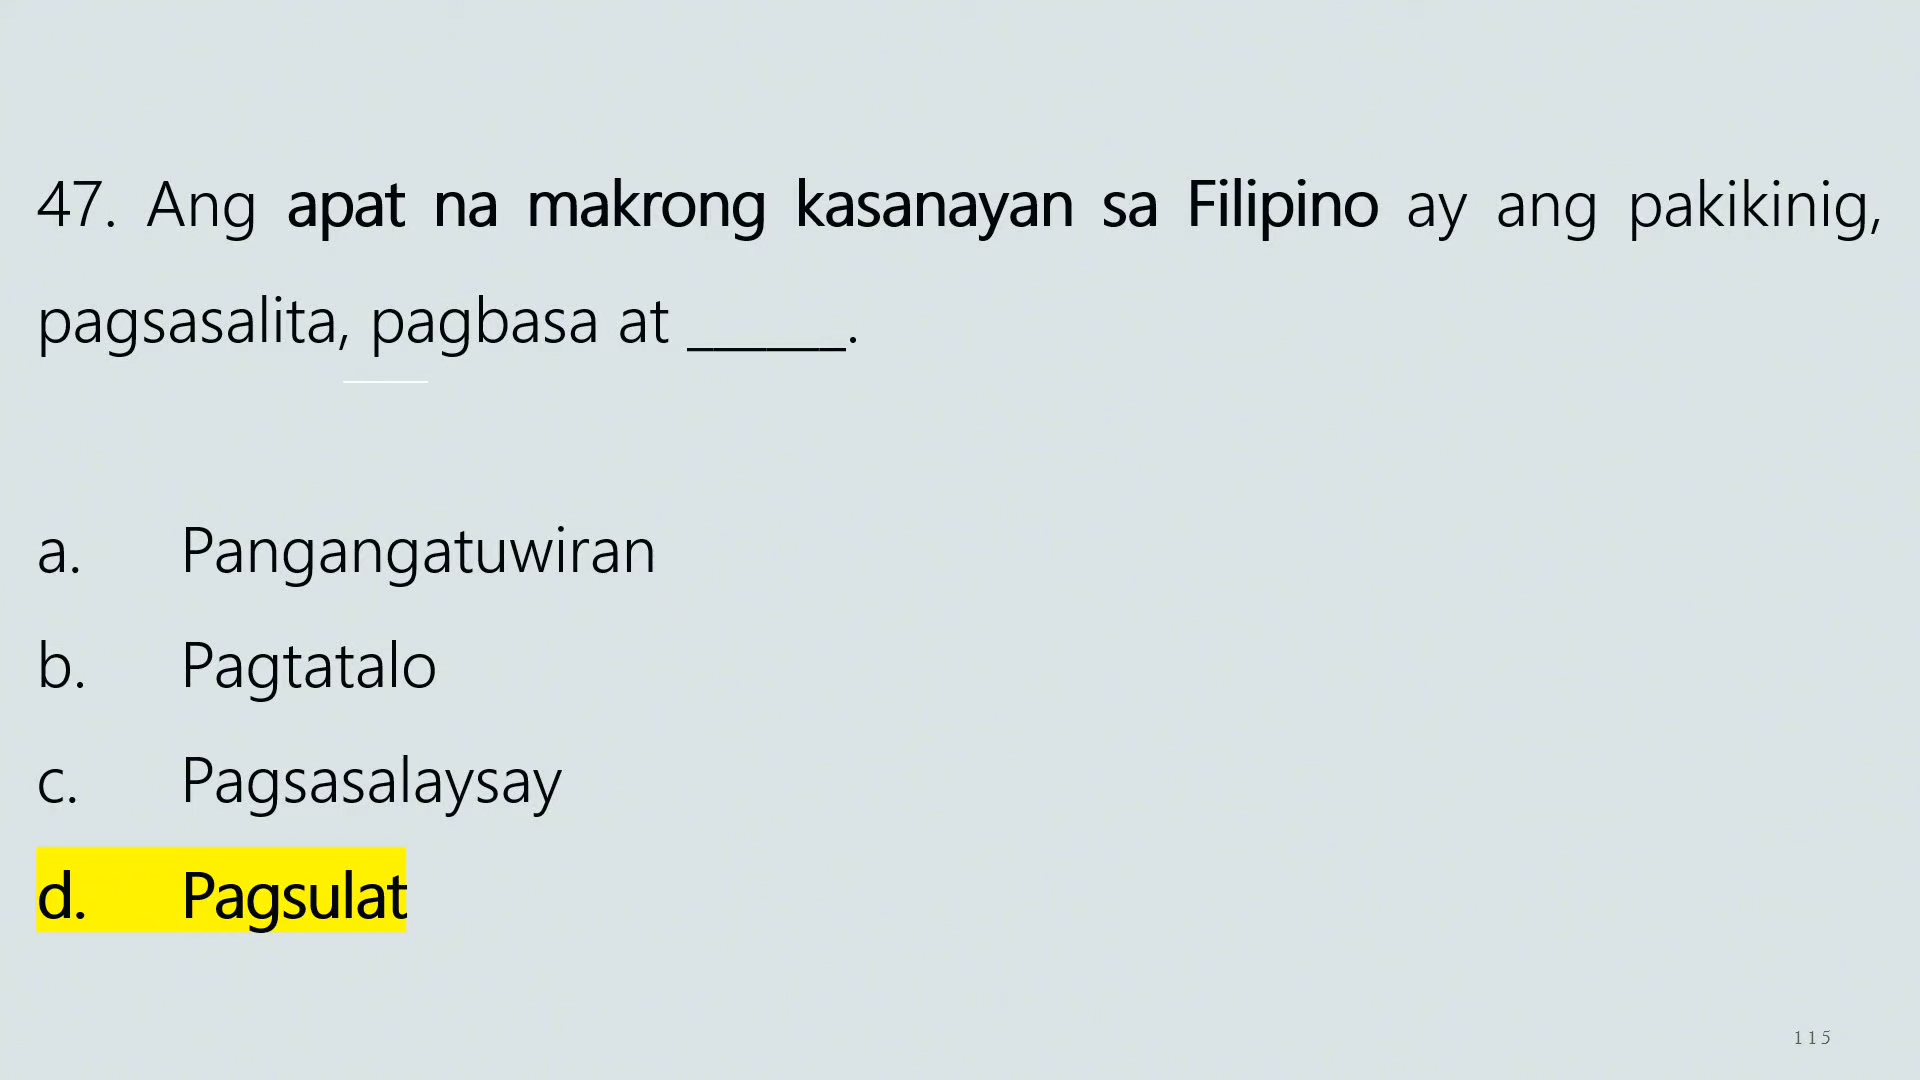 47. Ang apat na makrong kasanayan sa Filipino ay ang pakikinig,
pagsasalita, pagbasa at ______.
a. Pangangatuwiran
b. Pagtatalo
c. Pagsasalaysay
d. Pagsulat
115